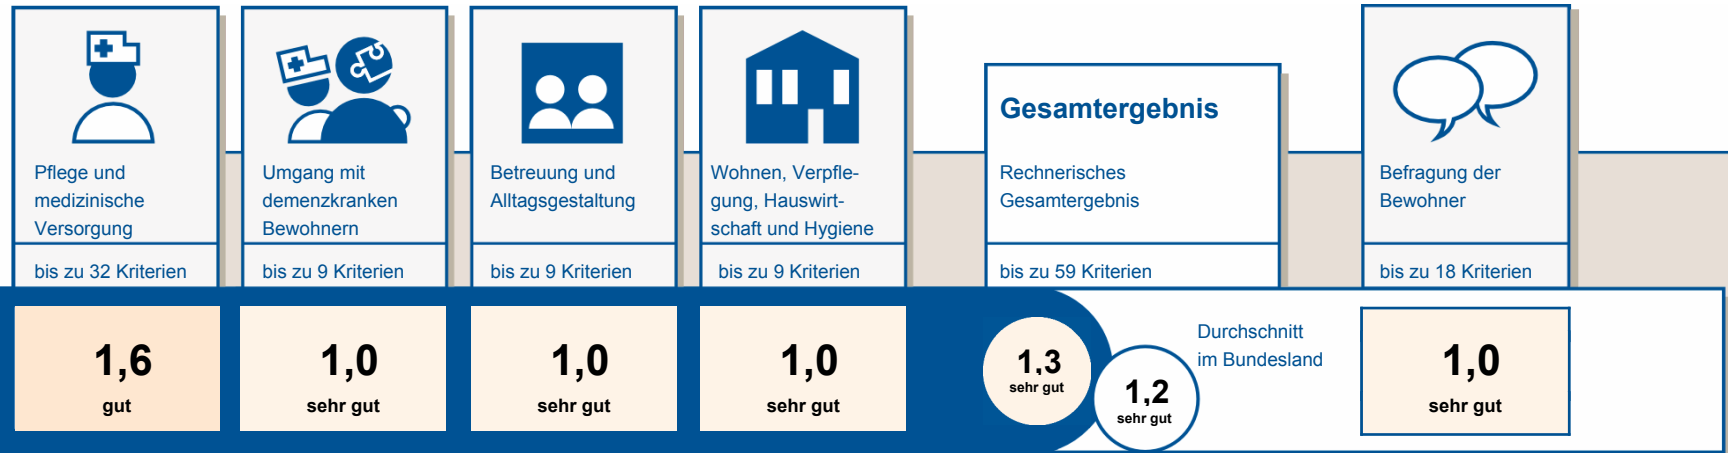 Pflege und
medizinische
Versorgung
bis zu 32 Kriterien
1,6
gut
Umgang mit
demenzkranken
Bewohnern
bis zu 9 Kriterien
1,0
sehr gut
Betreuung und
Alltagsgestaltung
bis zu 9 Kriterien
1,0
sehr gut
Wohnen, Verpfle-
gung, Hauswirt-
schaft und Hygiene
bis zu 9 Kriterien
1,0
sehr gut
Gesamtergebnis
Rechnerisches
Gesamtergebnis
bis zu 59 Kriterien
1,3
sehr gut
1,2
sehr gut
Durchschnitt
im Bundesland
Befragung der
Bewohner
bis zu 18 Kriterien
1,0
sehr gut